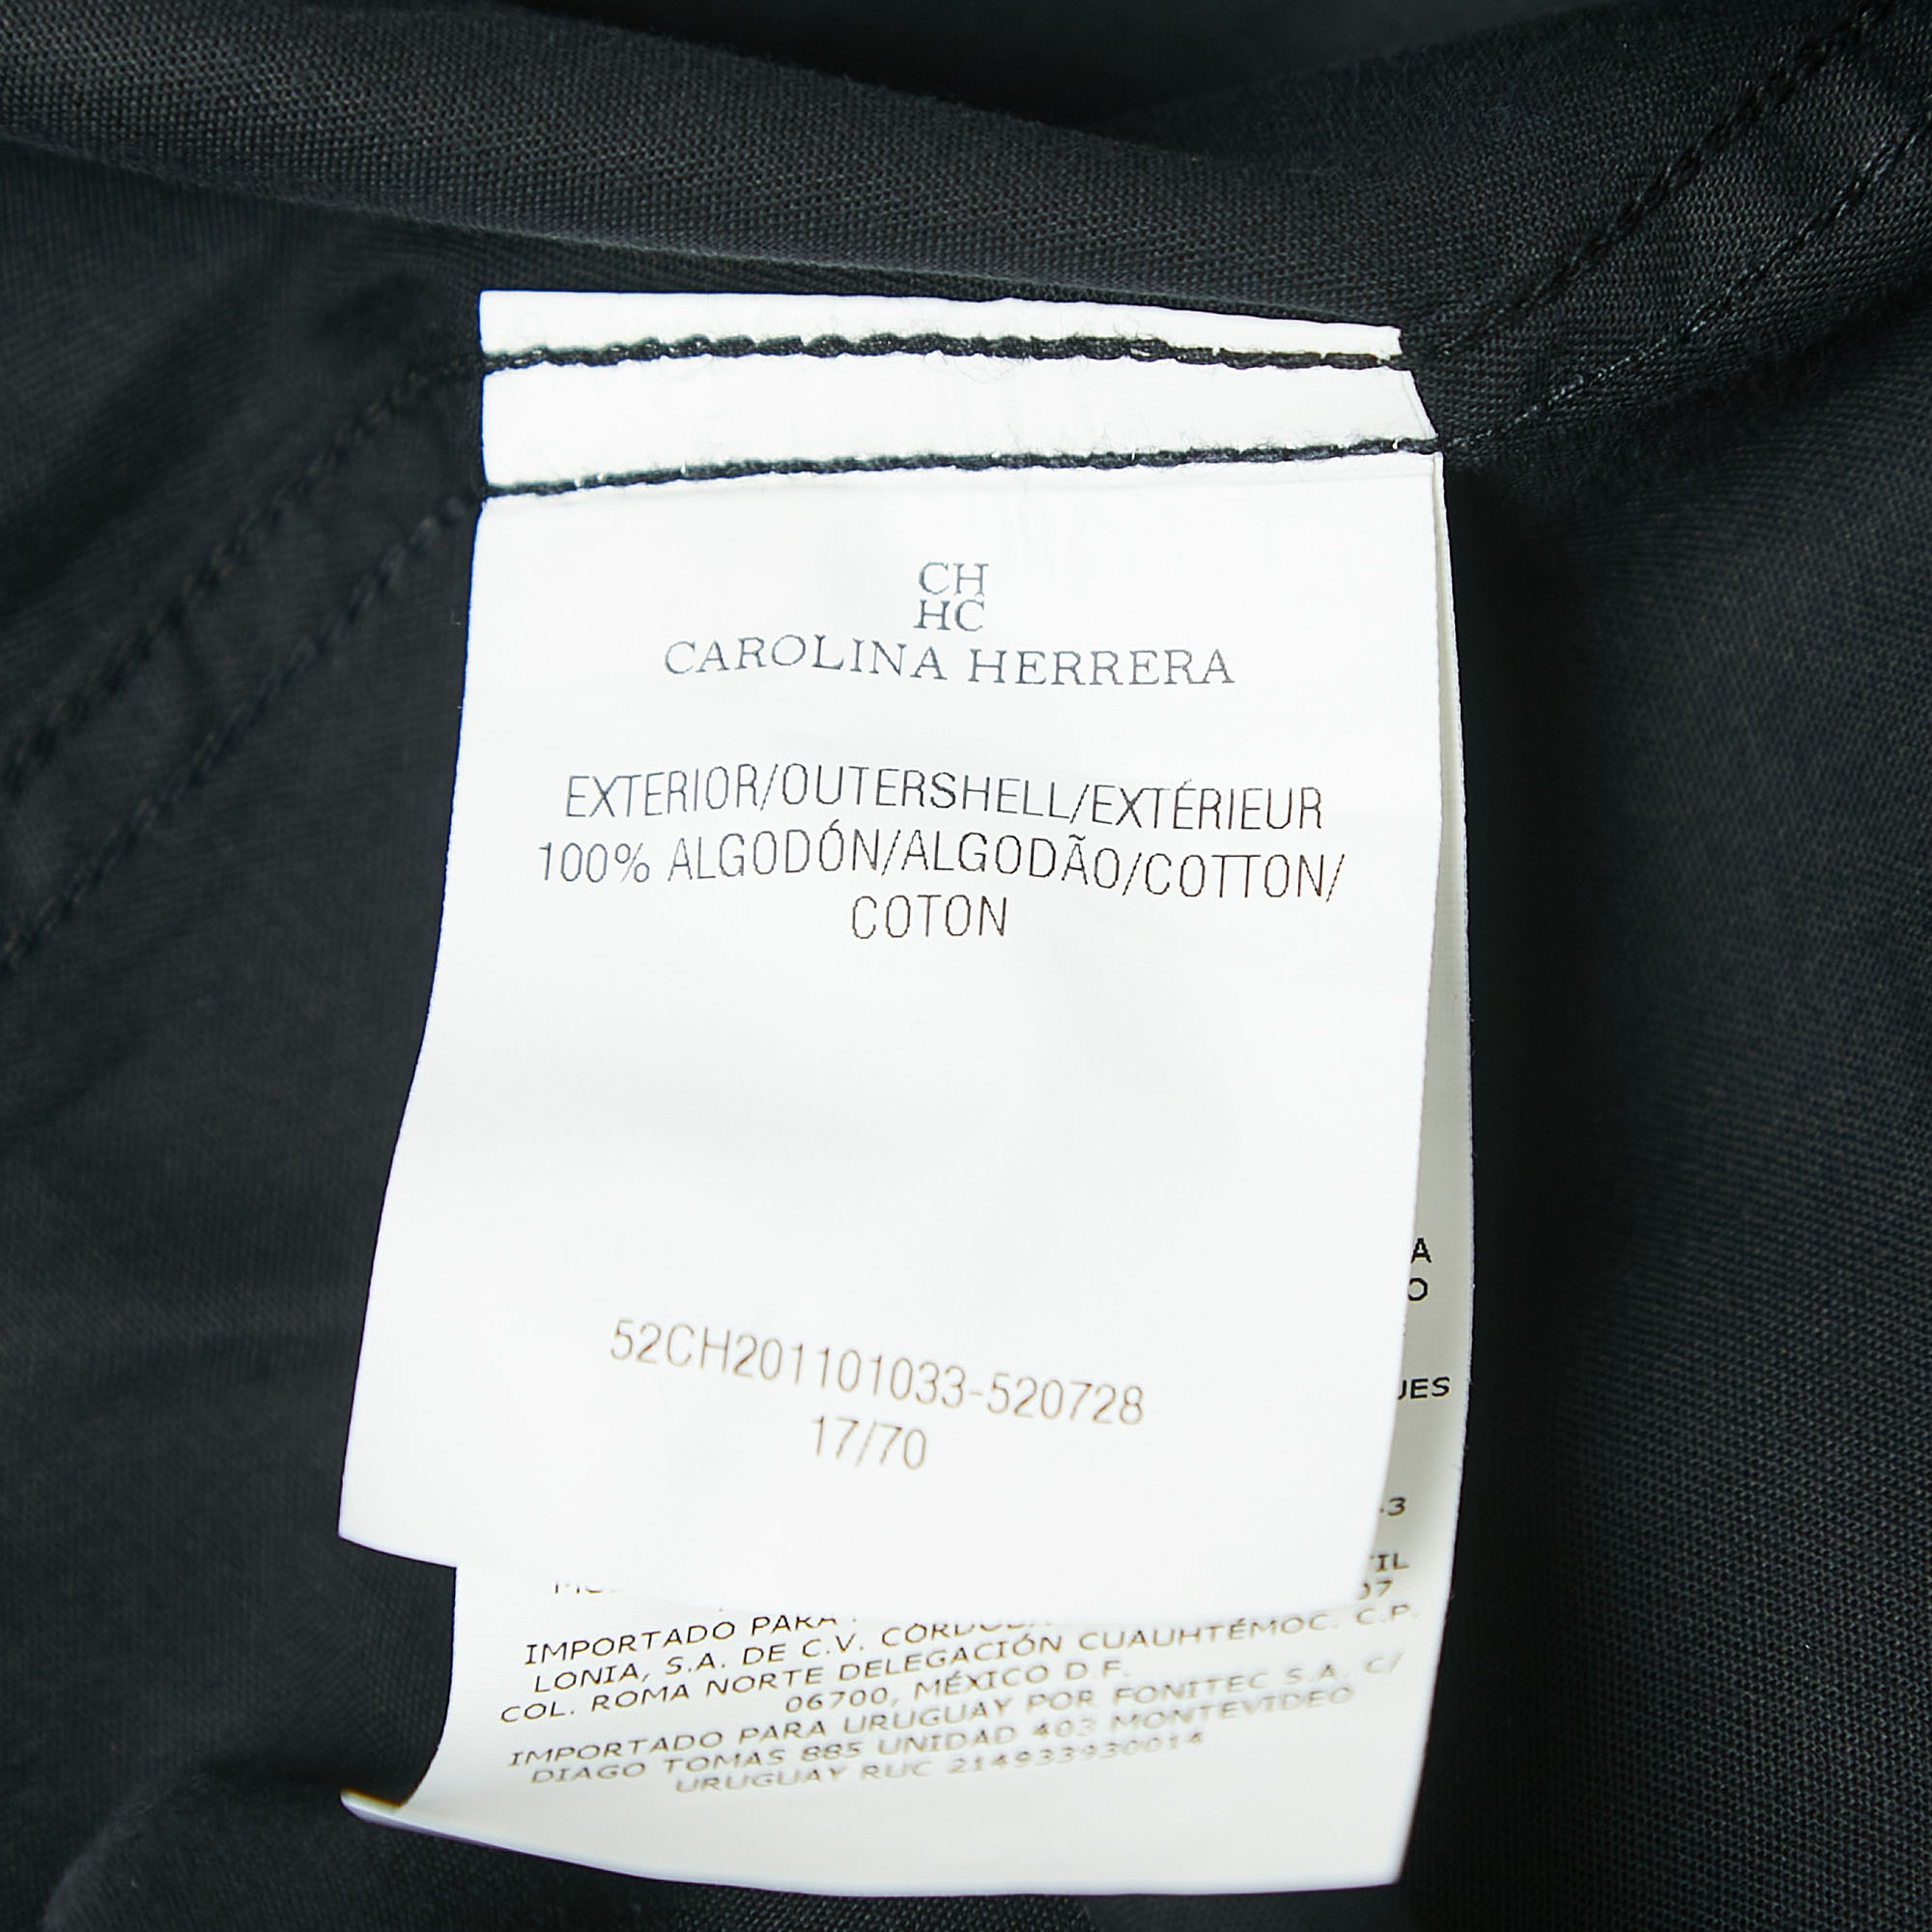 CH
HC
CAROLINA HERRERA
EXTERIOR/OUTERSHELL/EXTÉRIEUR
100% ALGODÓN/ALGODÃO/COTTON/
COTON
52CH201101033-520728
17/70
IMPORTADO PARA
LONIA, S.A. DE C.V.
COL. ROMA NORTE DELEGACIÓN CUAUHTÉMOC. C.P.
06700, MÉXICO D.F.
IMPORTADO PARA URUGUAY POR FONITEC S.A. C/
DIAGO TOMAS 885 UNIDAD 403 MONTEVIDEO
URUGUAY RUC 214933930014